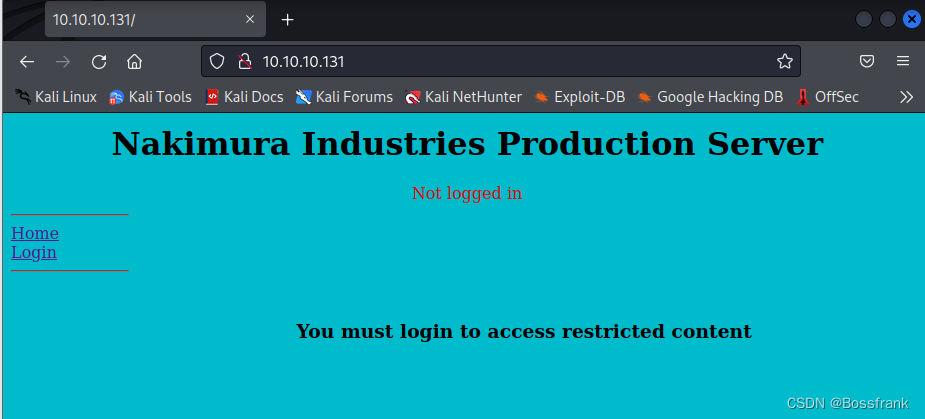 10.10.10.131/
10.10.10.131
Kali Linux Kali Tools Kali Docs Kali Forums Kali NetHunter Exploit-DB Google Hacking DB OffSec
Nakimura Industries Production Server
Not logged in
Home
Login
You must login to access restricted content
CSDN @Bossfrank